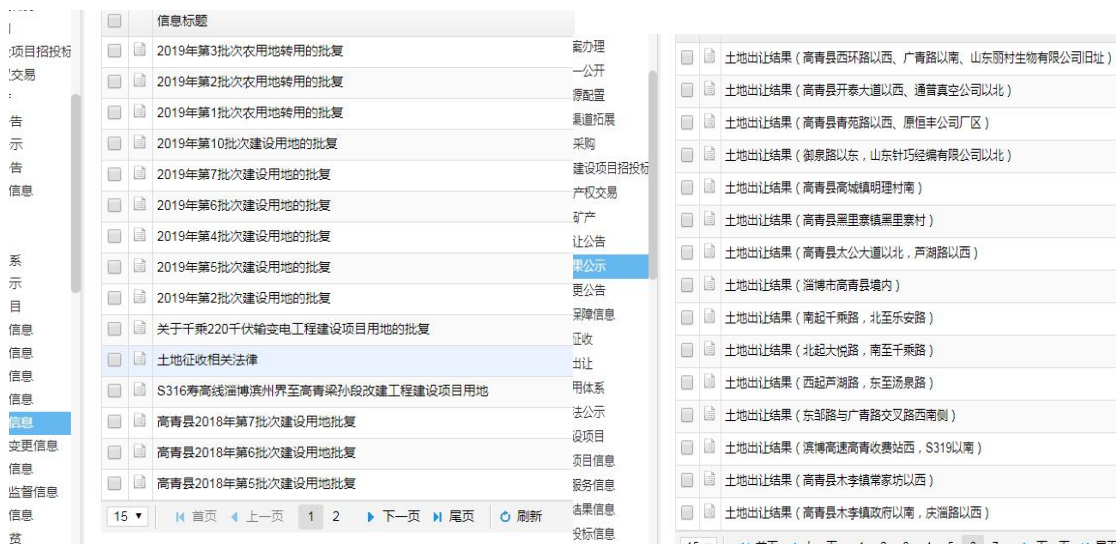 信息标题
项目招投标
交易
告
示
告
信息
系
示
目
信息
信息
信息
信息
信息
变更信息
信息
监督信息
信息
贫
2019年第3批次农用地转用的批复
2019年第2批次农用地转用的批复
2019年第1批次农用地转用的批复
2019年第10批次建设用地的批复
2019年第7批次建设用地的批复
2019年第6批次建设用地的批复
2019年第4批次建设用地的批复
2019年第5批次建设用地的批复
2019年第2批次建设用地的批复
关于千乘220千伏输变电工程建设项目用地的批复
土地征收相关法律
S316寿高线淄博滨州界至高青梁孙段改建工程建设项目用地
高青县2018年第7批次建设用地批复
高青县2018年第6批次建设用地批复
高青县2018年第5批次建设用地批复
15 首页 上一页 1 2 下一页 尾页 刷新
案办理
一公开
源配置
渠道拓展
采购
建设项目招投标
产权交易
矿产
让公告
果公示
更公告
保障信息
征收
出让
用体系
法公示
设项目
项目信息
服务信息
结果信息
投标信息
土地出让结果（高青县西环路以西、广青路以南、山东丽村生物有限公司旧址）
土地出让结果（高青县开泰大道以西、通普真空公司以北）
土地出让结果（高青县青苑路以西、原恒丰公司厂区）
土地出让结果（御泉路以东，山东针巧经编有限公司以北）
土地出让结果（高青县高城镇明理村南）
土地出让结果（高青县黑里寨镇黑里寨村）
土地出让结果（高青县太公大道以北，芦湖路以西）
土地出让结果（淄博市高青县境内）
土地出让结果（南起千乘路，北至乐安路）
土地出让结果（北起大悦路，南至千乘路）
土地出让结果（西起芦湖路，东至汤泉路）
土地出让结果（东邹路与广青路交叉路西南侧）
土地出让结果（滨博高速高青收费站西，S319以南）
土地出让结果（高青县木李镇常家坊以西）
土地出让结果（高青县木李镇政府以南，庆淄路以西）